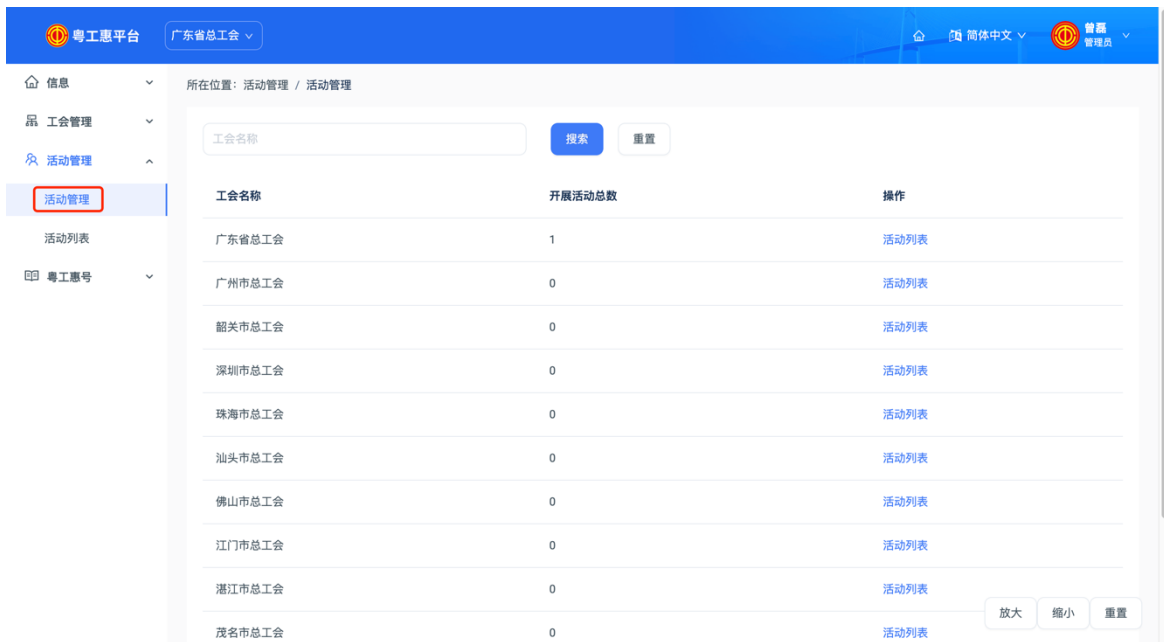 粤工惠平台 广东省总工会 简体中文 曾磊
管理员
信息
工会管理
活动管理
活动管理
活动列表
粤工惠号
所在位置：活动管理 / 活动管理
工会名称 搜索 重置
工会名称 开展活动总数 操作
广东省总工会 1 活动列表
广州市总工会 0 活动列表
韶关市总工会 0 活动列表
深圳市总工会 0 活动列表
珠海市总工会 0 活动列表
汕头市总工会 0 活动列表
佛山市总工会 0 活动列表
江门市总工会 0 活动列表
湛江市总工会 0 活动列表
茂名市总工会 0 活动列表
放大 缩小 重置